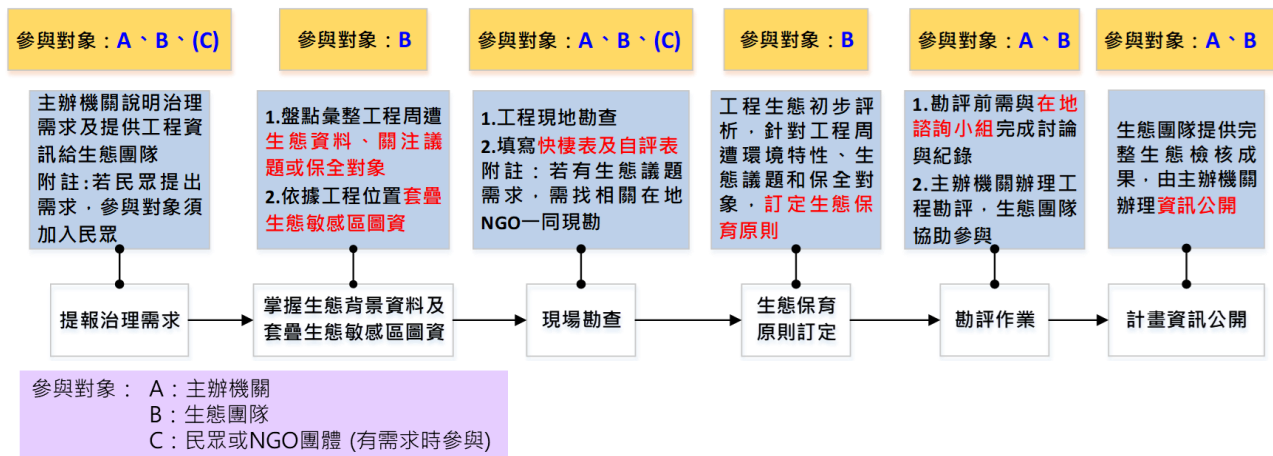 參與對象：A、B、(C)
主辦機關說明治理
需求及提供工程資
訊給生態團隊
附註:若民眾提出
需求，參與對象須
加入民眾
提報治理需求
參與對象：B
1.盤點彙整工程周遭
生態資料、關注議
題或保全對象
2.依據工程位置套疊
生態敏感區圖資
掌握生態背景資料及
套疊生態敏感區圖資
參與對象：A、B、(C)
1.工程現地勘查
2.填寫快棲表及自評表
附註：若有生態議題
需求，需找相關在地
NGO一同現勘
現場勘查
參與對象：B
工程生態初步評
析，針對工程周
遭環境特性、生
態議題和保全對
象，訂定生態保
育原則
生態保育
原則訂定
參與對象：A、B
1.勘評前需與在地
諮詢小組完成討論
與紀錄
2.主辦機關辦理工
程勘評，生態團隊
協助參與
勘評作業
參與對象：A、B
生態團隊提供完
整生態檢核成
果，由主辦機關
辦理資訊公開
計畫資訊公開
參與對象： A：主辦機關
B：生態團隊
C：民眾或NGO團體 (有需求時參與)